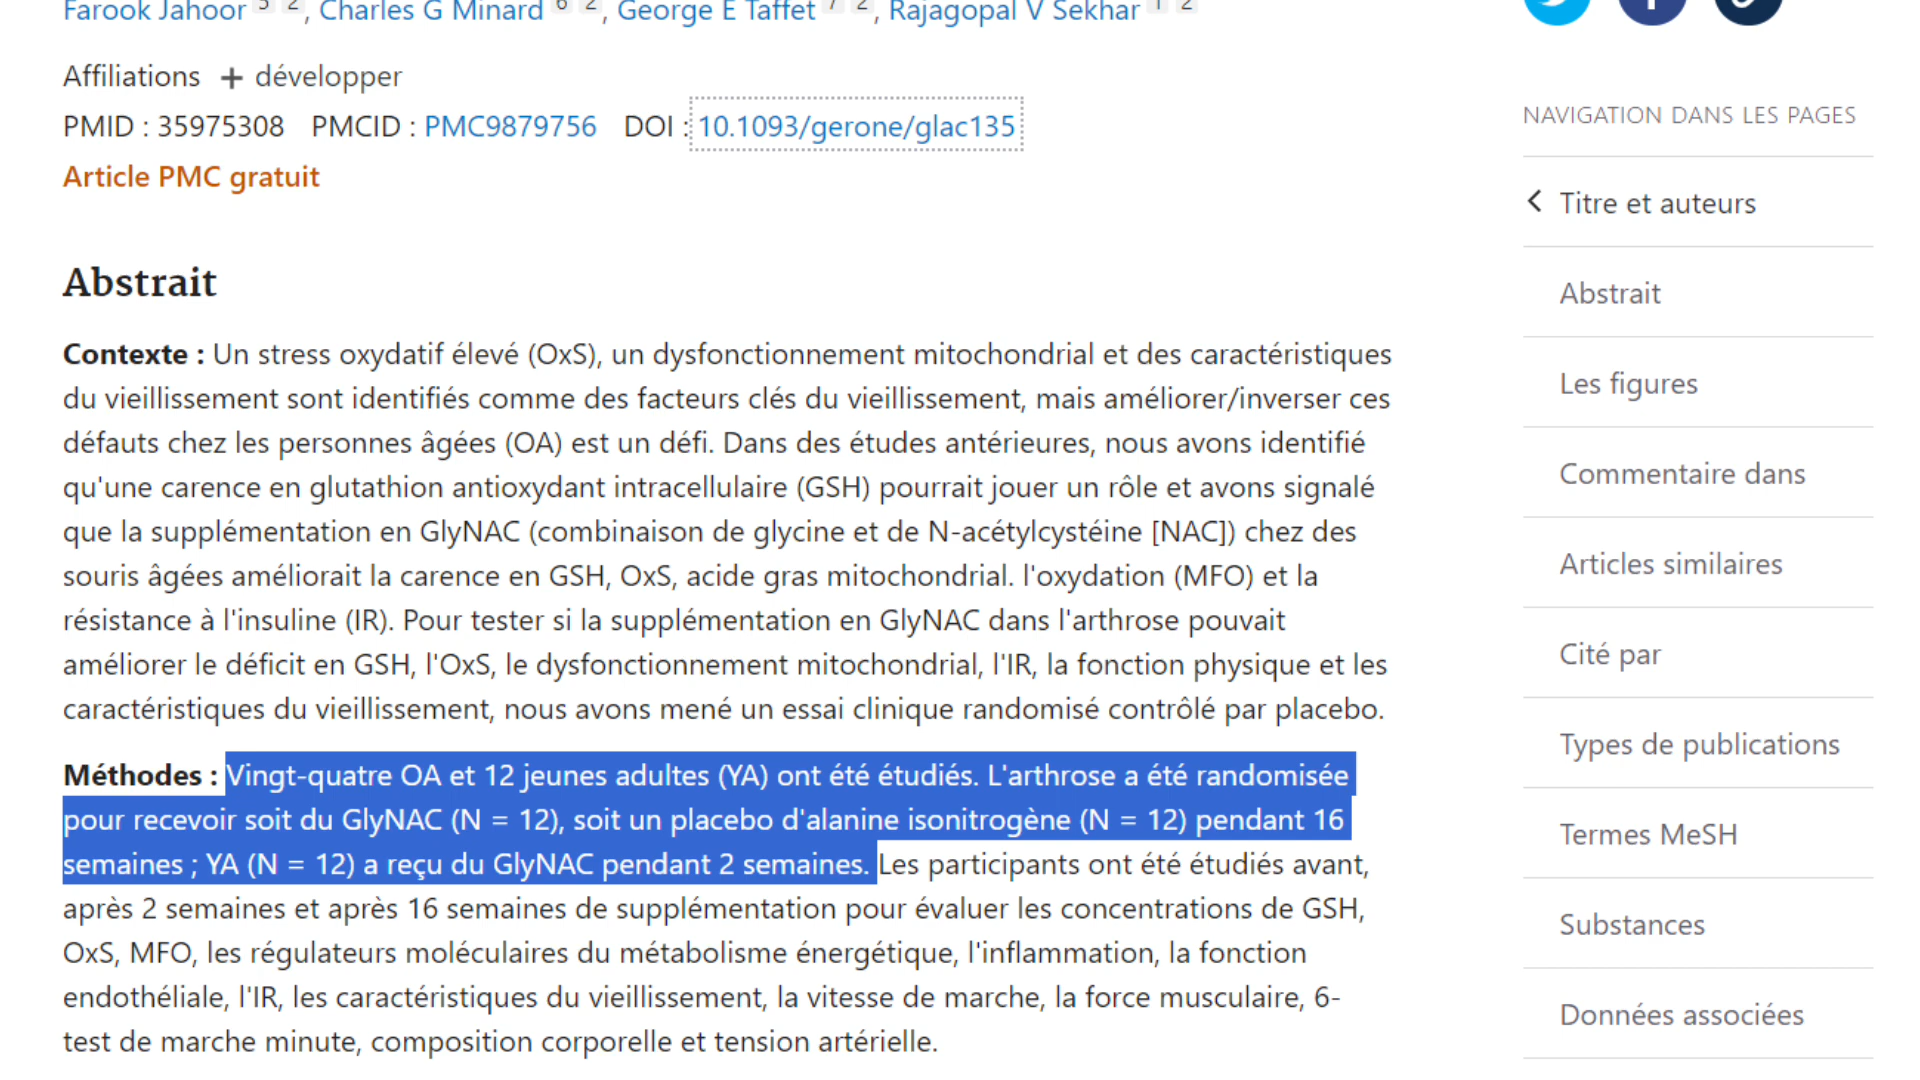 Farook Jahoor 5 2, Charles G Minard 6 2, George E Taffet 7 2, Rajagopal V Sekhar 1 2
Affiliations + développer
PMID : 35975308 PMCID : PMC9879756 DOI : 10.1093/gerone/glac135
Article PMC gratuit
Abstrait
Contexte : Un stress oxydatif élevé (OxS), un dysfonctionnement mitochondrial et des caractéristiques
du vieillissement sont identifiés comme des facteurs clés du vieillissement, mais améliorer/inverser ces
défauts chez les personnes âgées (OA) est un défi. Dans des études antérieures, nous avons identifié
qu'une carence en glutathion antioxydant intracellulaire (GSH) pourrait jouer un rôle et avons signalé
que la supplémentation en GlyNAC (combinaison de glycine et de N-acétylcystéine [NAC]) chez des
souris âgées améliorait la carence en GSH, OxS, acide gras mitochondrial. l'oxydation (MFO) et la
résistance à l'insuline (IR). Pour tester si la supplémentation en GlyNAC dans l'arthrose pouvait
améliorer le déficit en GSH, l'OxS, le dysfonctionnement mitochondrial, l'IR, la fonction physique et les
caractéristiques du vieillissement, nous avons mené un essai clinique randomisé contrôlé par placebo.
Méthodes : Vingt-quatre OA et 12 jeunes adultes (YA) ont été étudiés. L'arthrose a été randomisée
pour recevoir soit du GlyNAC (N = 12), soit un placebo d'alanine isonitrogène (N = 12) pendant 16
semaines ; YA (N = 12) a reçu du GlyNAC pendant 2 semaines. Les participants ont été étudiés avant,
après 2 semaines et après 16 semaines de supplémentation pour évaluer les concentrations de GSH,
OxS, MFO, les régulateurs moléculaires du métabolisme énergétique, l'inflammation, la fonction
endothéliale, l'IR, les caractéristiques du vieillissement, la vitesse de marche, la force musculaire, 6-
test de marche minute, composition corporelle et tension artérielle.
NAVIGATION DANS LES PAGES
Titre et auteurs
Abstrait
Les figures
Commentaire dans
Articles similaires
Cité par
Types de publications
Termes MeSH
Substances
Données associées